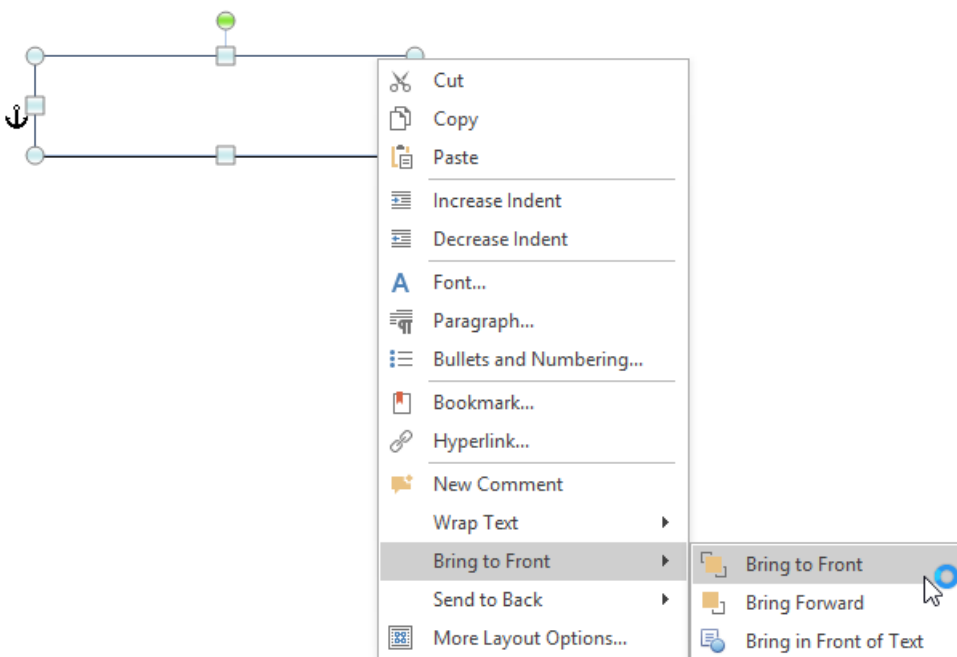 Cut
Copy
Paste
Increase Indent
Decrease Indent
Font...
Paragraph...
Bullets and Numbering...
Bookmark...
Hyperlink...
New Comment
Wrap Text
Bring to Front
Send to Back
More Layout Options...
Bring to Front
Bring Forward
Bring in Front of Text